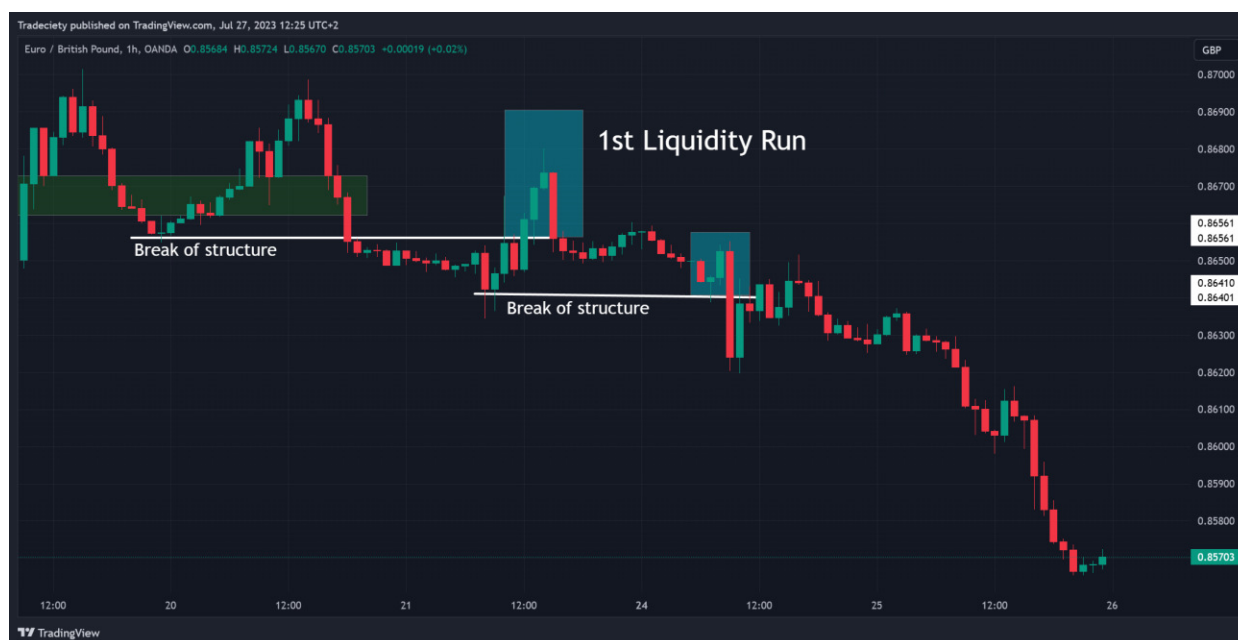 Tradeciety published on TradingView.com, Jul 27, 2023 12:25 UTC+2
Euro / British Pound, 1h, OANDA O0.85684 H0.85724 L0.85670 C0.85703 +0.00019 (+0.02%)
GBP
0.87000
0.86900
1st Liquidity Run
0.86800
0.86700
0.86561
0.86561
Break of structure
0.86500
0.86410
0.86401
Break of structure
0.86300
0.86200
0.86100
0.86000
0.85900
0.85800
0.85703
12:00 20 12:00 21 12:00 24 12:00 25 12:00 26
TradingView